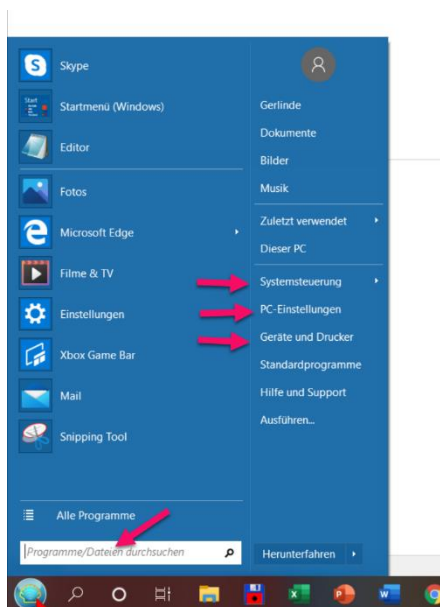 Skype
Startmenü (Windows)
Editor
Fotos
Microsoft Edge
Filme & TV
Einstellungen
Xbox Game Bar
Mail
Snipping Tool
Alle Programme
Programme/Dateien durchsuchen
Gerlinde
Dokumente
Bilder
Musik
Zuletzt verwendet
Dieser PC
Systemsteuerung
PC-Einstellungen
Geräte und Drucker
Standardprogramme
Hilfe und Support
Ausführen...
Herunterfahren